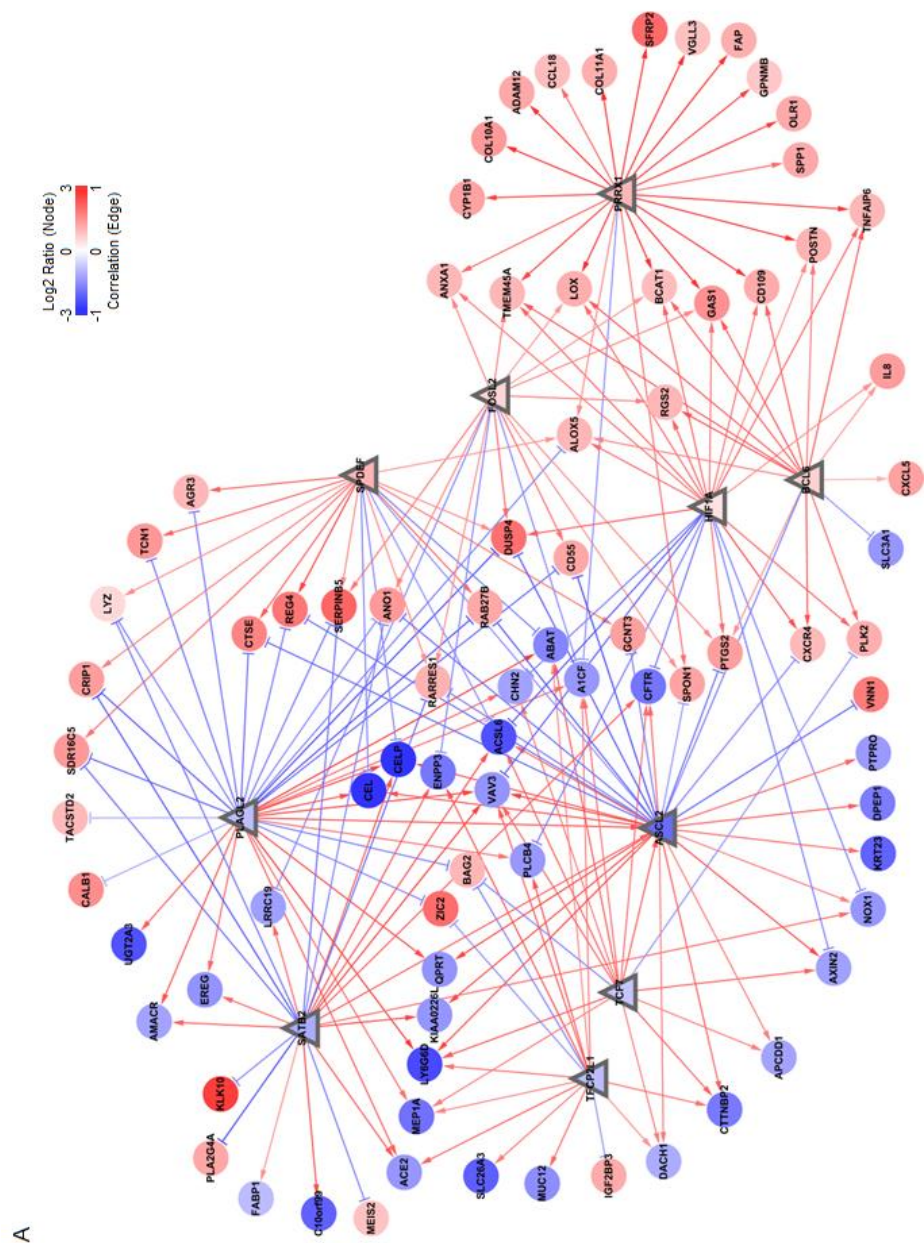 A
Log2 Ratio (Node)
-3 0 3
-1 0 1
Correlation (Edge)
CALB1
TACSTD2
SDR16C5
CRIP1
LYZ
TCN1
AGR3
UGT2A3
AMACR
EREG
LRRC19
PLAGL2
CTSE
REG4
SERPINB5
ANO1
SPDEF
KLK10
PLA2G4A
FABP1
C10orf99
MEIS2
SATB2
ACE2
MEP1A
LY6G6D
KIAA0226L
QPRT
ZIC2
BAG2
CEL
CELP
ENPP3
RARRES1
RAB27B
DUSP4
CD55
FOSL2
ANXA1
TMEM45A
LOX
BCAT1
GAS1
CD109
POSTN
TNFAIP6
CYP1B1
COL10A1
ADAM12
CCL18
COL11A1
SFRP2
VGLL3
FAP
GPNMB
OLR1
SPP1
PRRX1
ALOX5
RGS2
VAV3
ACSL6
CHN2
ABAT
A1CF
PLCB4
GCNT3
CFTR
SPON1
PTGS2
HIF1A
BCL6
IL8
CXCL5
SLC3A1
CXCR4
PLK2
SLC26A3
MUC12
IGF2BP3
DACH1
CTTNBP2
APCDD1
TFCP2L1
TCF7
ASCL2
AXIN2
NOX1
KRT23
DPEP1
PTPRO
VNN1